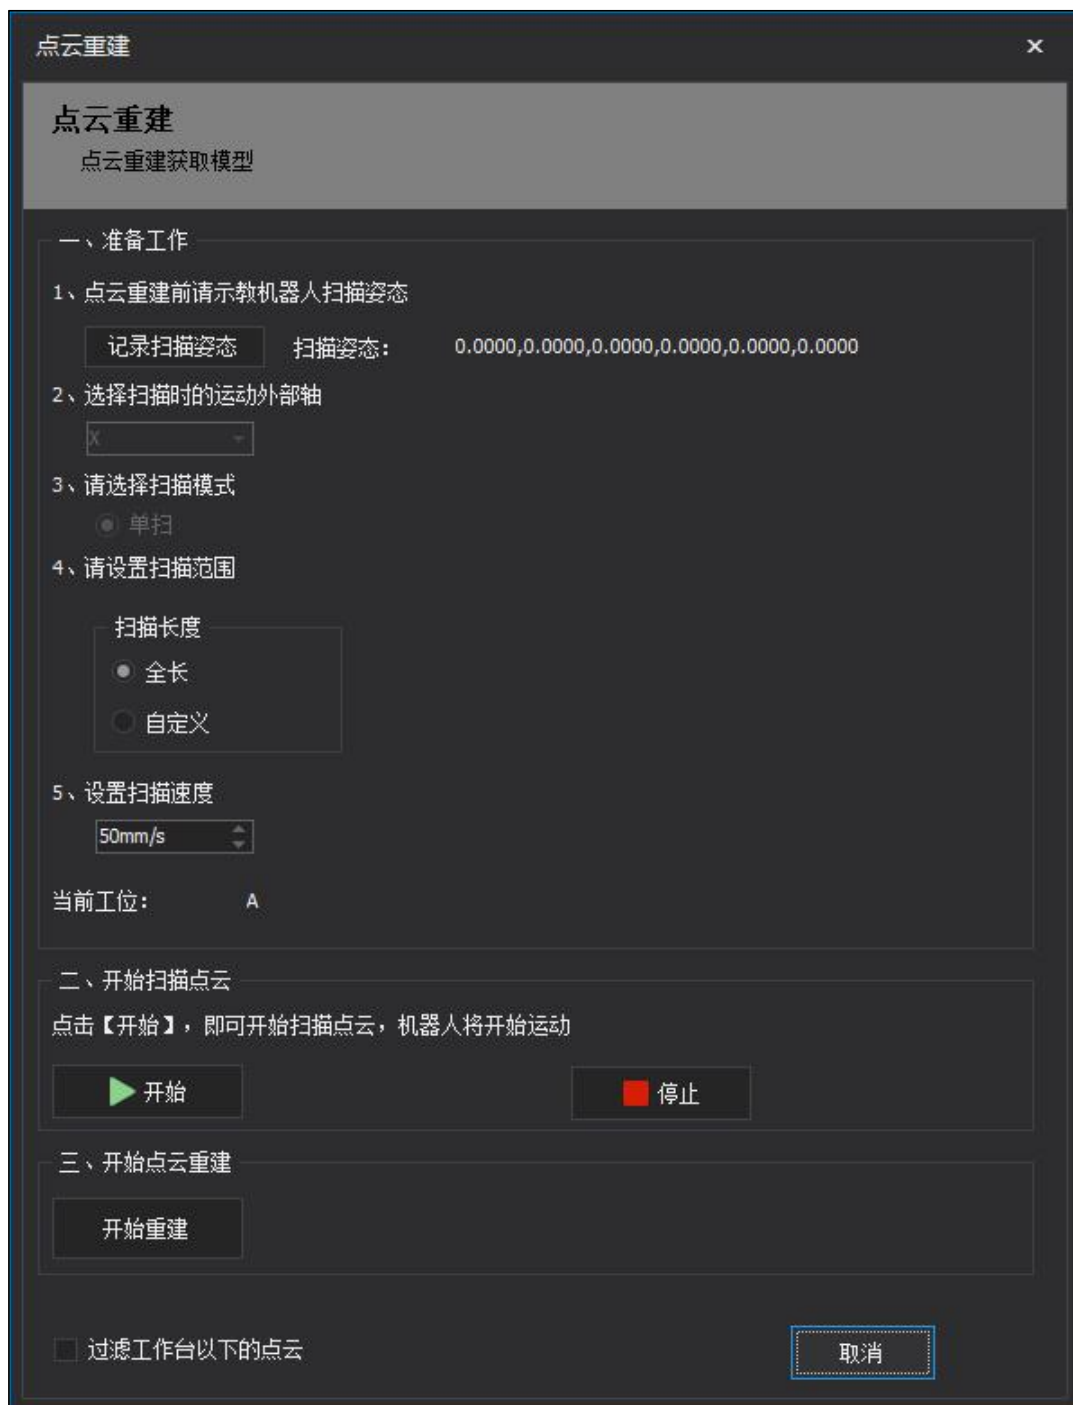 点云重建
点云重建
点云重建获取模型
一、准备工作
1、点云重建前请示教机器人扫描姿态
记录扫描姿态 扫描姿态: 0.0000,0.0000,0.0000,0.0000,0.0000,0.0000
2、选择扫描时的运动外部轴
X
3、请选择扫描模式
单扫
4、请设置扫描范围
扫描长度
全长
自定义
5、设置扫描速度
50mm/s
当前工位: A
二、开始扫描点云
点击【开始】，即可开始扫描点云，机器人将开始运动
开始 停止
三、开始点云重建
开始重建
过滤工作台以下的点云 取消